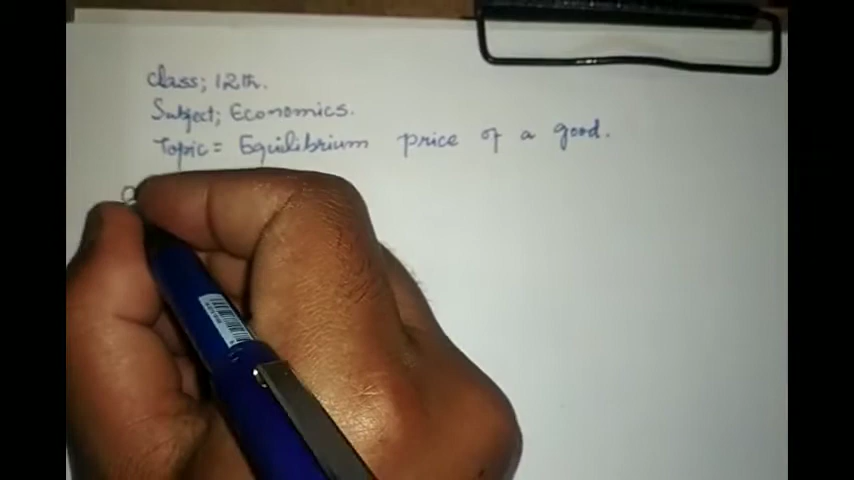 Class; 12th.
Subject; Economics.
Topic = Equilibrium price of a good.